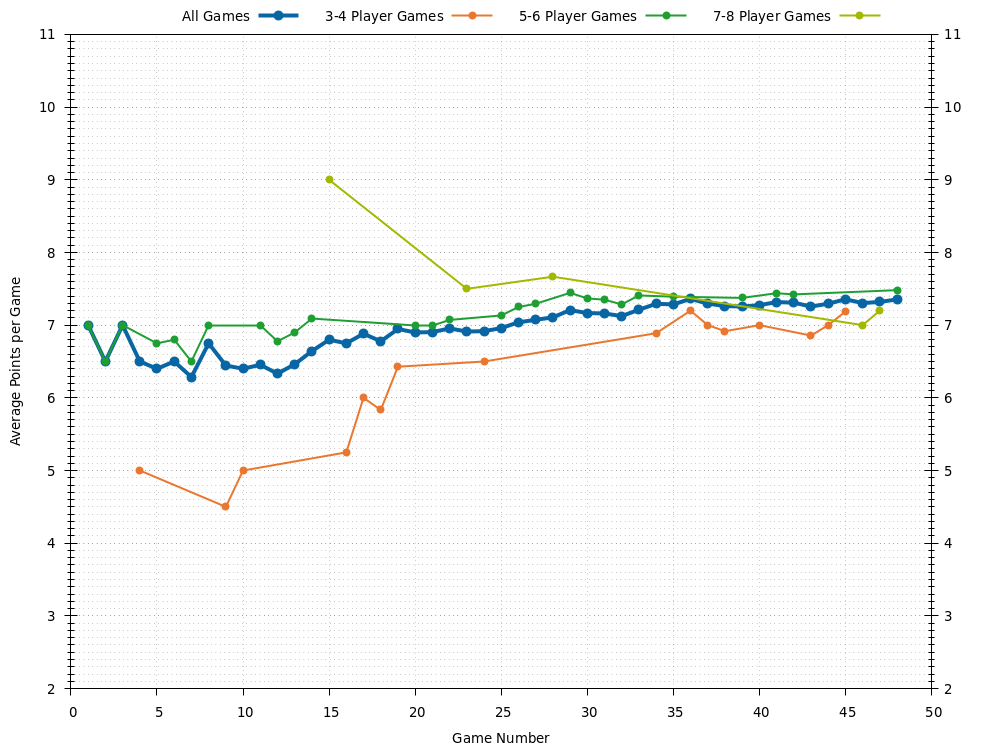 All Games 3-4 Player Games 5-6 Player Games 7-8 Player Games
11 11
10 10
9 9
8 8
7 7
6 6
5 5
4 4
3 3
2 2
Average Points per Game
0 5 10 15 20 25 30 35 40 45 50
Game Number